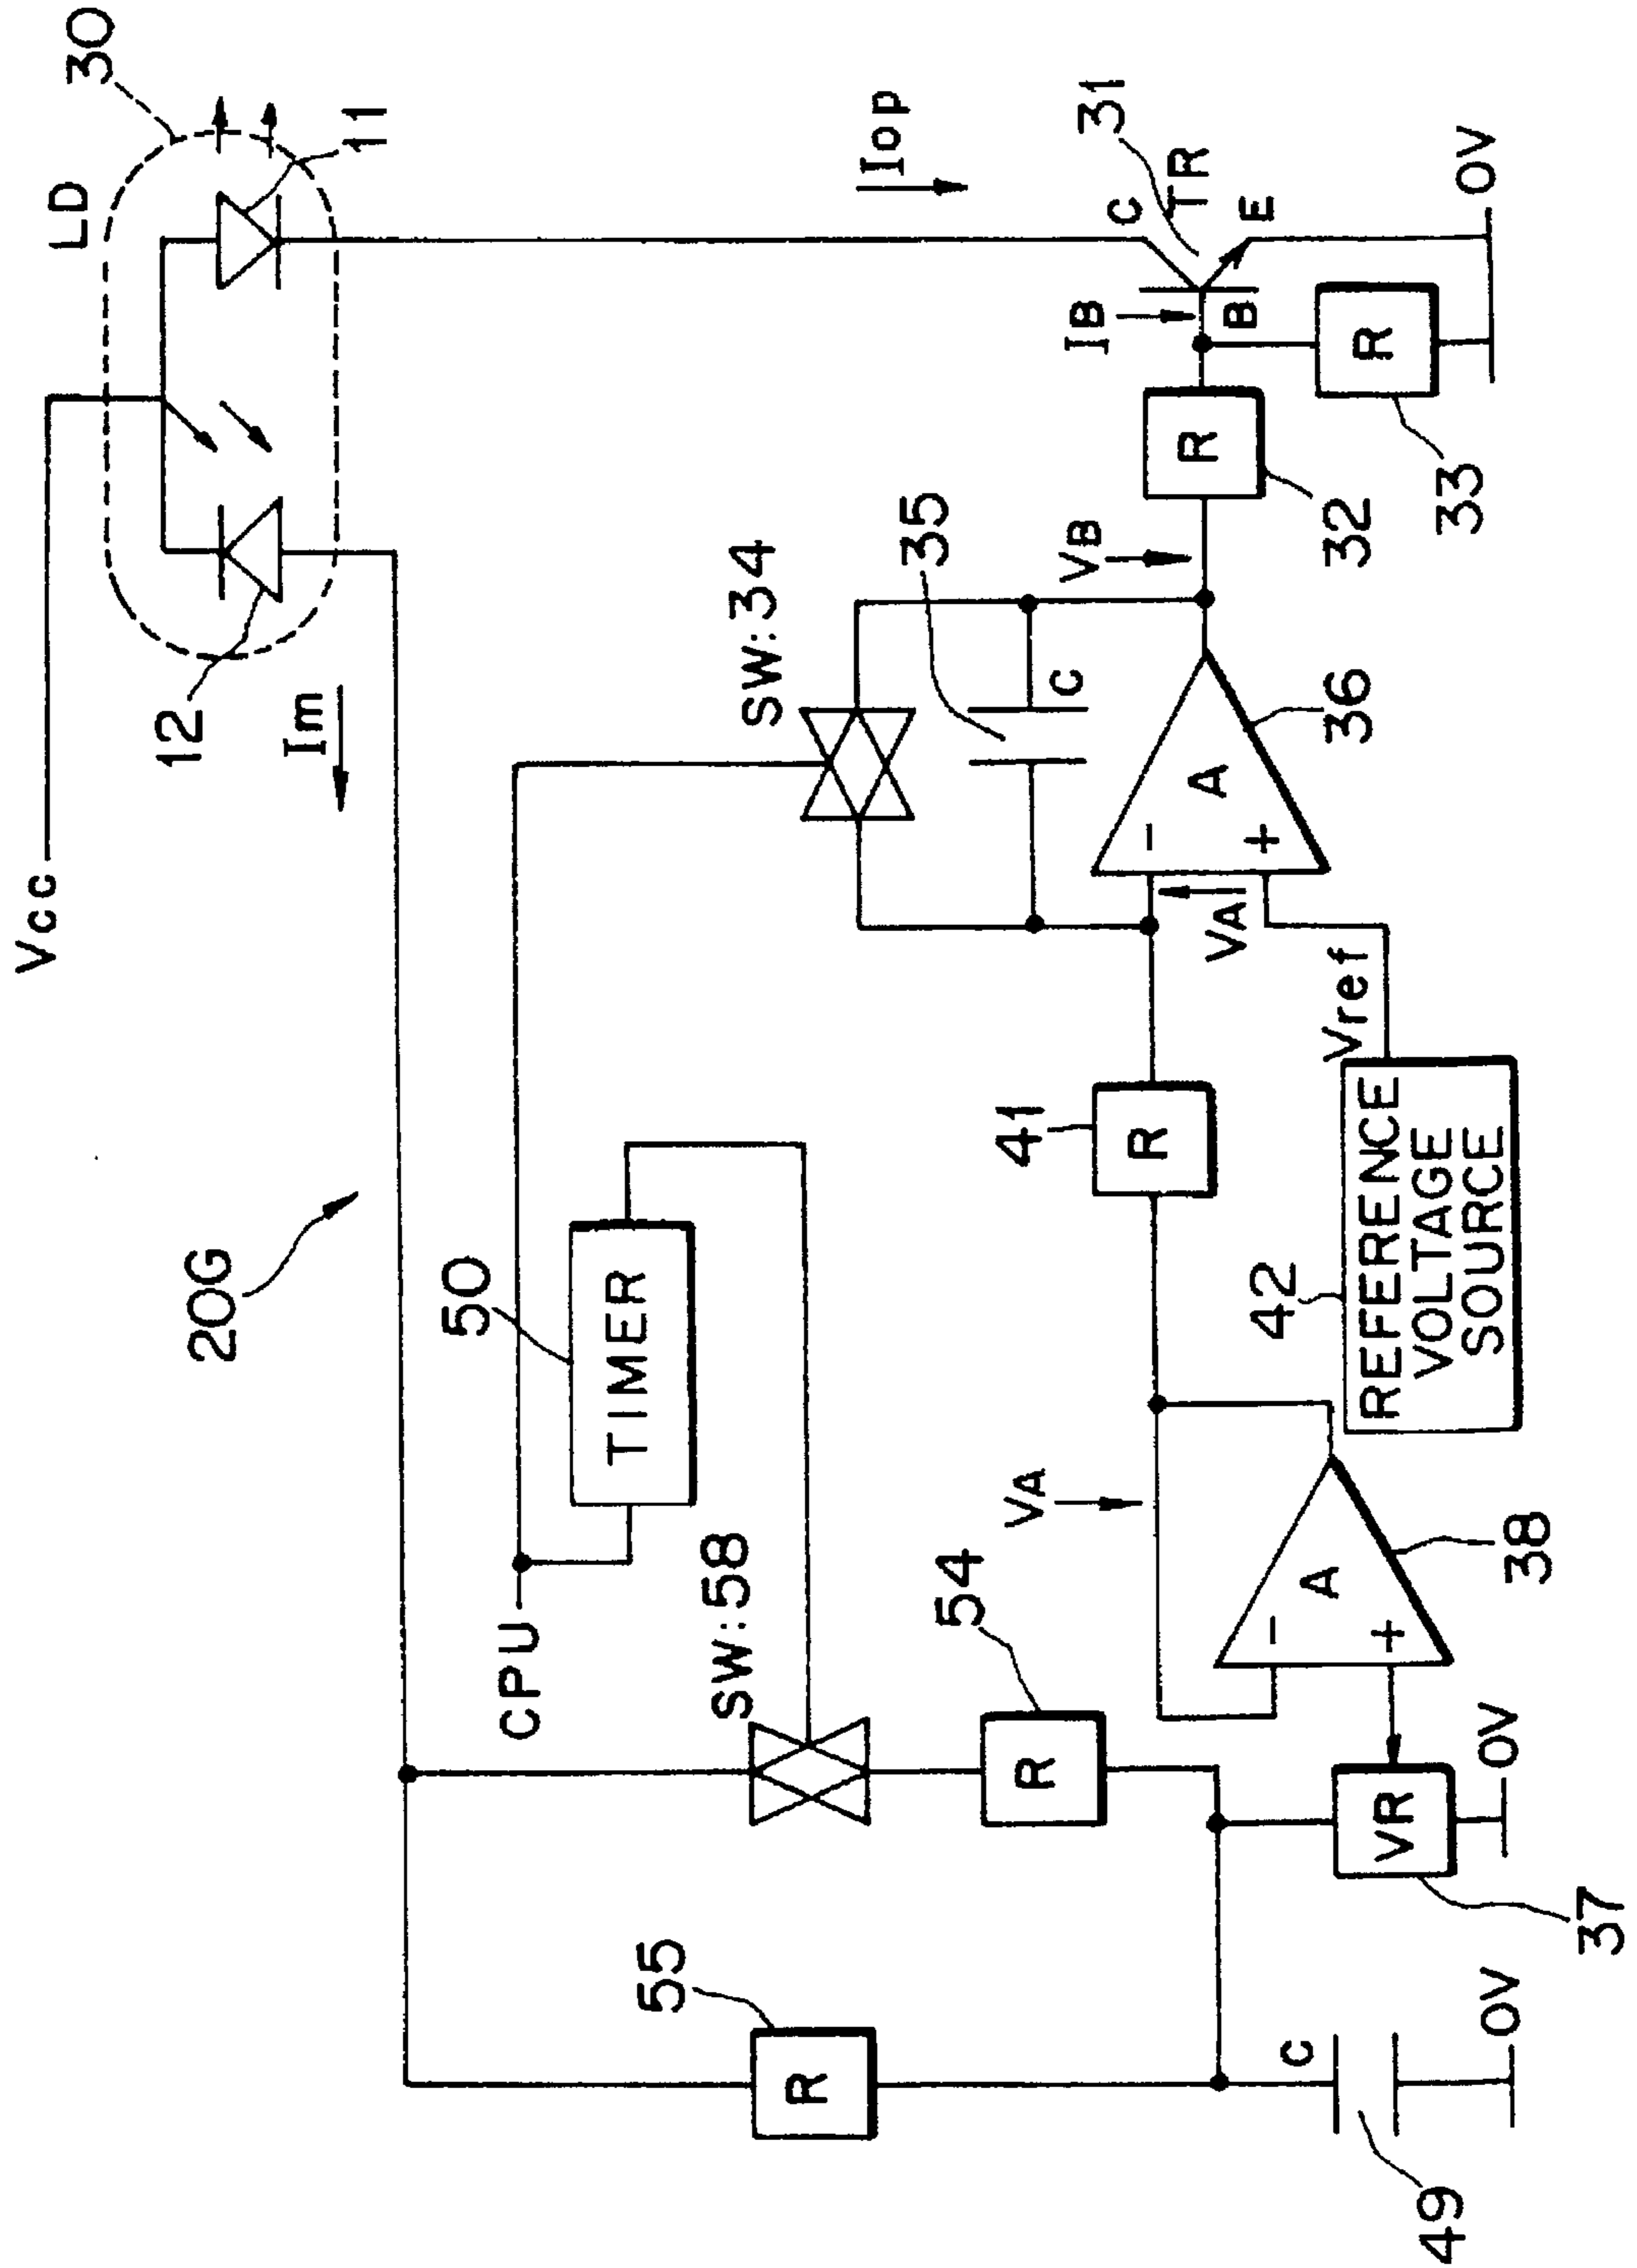 Vcc
30
LD
11
12
Im
Iop
20G
CPU
50
TIMER
SW:34
35
C
SW:58
55
R
54
R
VA
41
R
VA
A
-
+
36
VB
R
32
IB
B
C
TR
E
31
R
33
0V
A
-
+
38
VR
37
0V
C
49
0V
42
REFERENCE
VOLTAGE
SOURCE
Vref